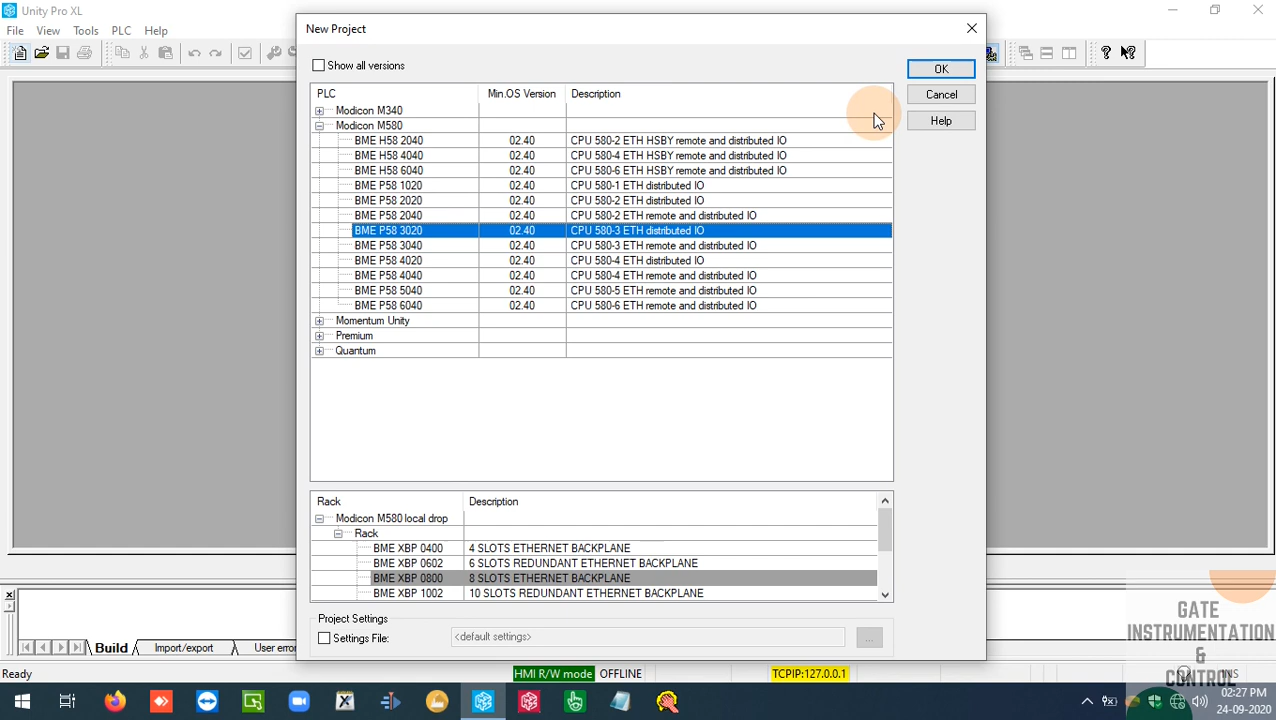 Unity Pro XL
File View Tools PLC Help
New Project
Show all versions
OK
Cancel
Help
PLC Min.OS Version Description
Modicon M340
Modicon M580
BME H58 2040 02.40 CPU 580-2 ETH HSBY remote and distributed IO
BME H58 4040 02.40 CPU 580-4 ETH HSBY remote and distributed IO
BME H58 6040 02.40 CPU 580-6 ETH HSBY remote and distributed IO
BME P58 1020 02.40 CPU 580-1 ETH distributed IO
BME P58 2020 02.40 CPU 580-2 ETH distributed IO
BME P58 2040 02.40 CPU 580-2 ETH remote and distributed IO
BME P58 3020 02.40 CPU 580-3 ETH distributed IO
BME P58 3040 02.40 CPU 580-3 ETH remote and distributed IO
BME P58 4020 02.40 CPU 580-4 ETH distributed IO
BME P58 4040 02.40 CPU 580-4 ETH remote and distributed IO
BME P58 5040 02.40 CPU 580-5 ETH remote and distributed IO
BME P58 6040 02.40 CPU 580-6 ETH remote and distributed IO
Momentum Unity
Premium
Quantum
Rack Description
Modicon M580 local drop
Rack
BME XBP 0400 4 SLOTS ETHERNET BACKPLANE
BME XBP 0602 6 SLOTS REDUNDANT ETHERNET BACKPLANE
BME XBP 0800 8 SLOTS ETHERNET BACKPLANE
BME XBP 1002 10 SLOTS REDUNDANT ETHERNET BACKPLANE
Project Settings
Settings File: <default settings> ...
Build Import/export User erro
Ready HMI R/W mode OFFLINE TCPIP:127.0.0.1
GATE
INSTRUMENTATION
&
CONTROL
02:27 PM
24-09-2020